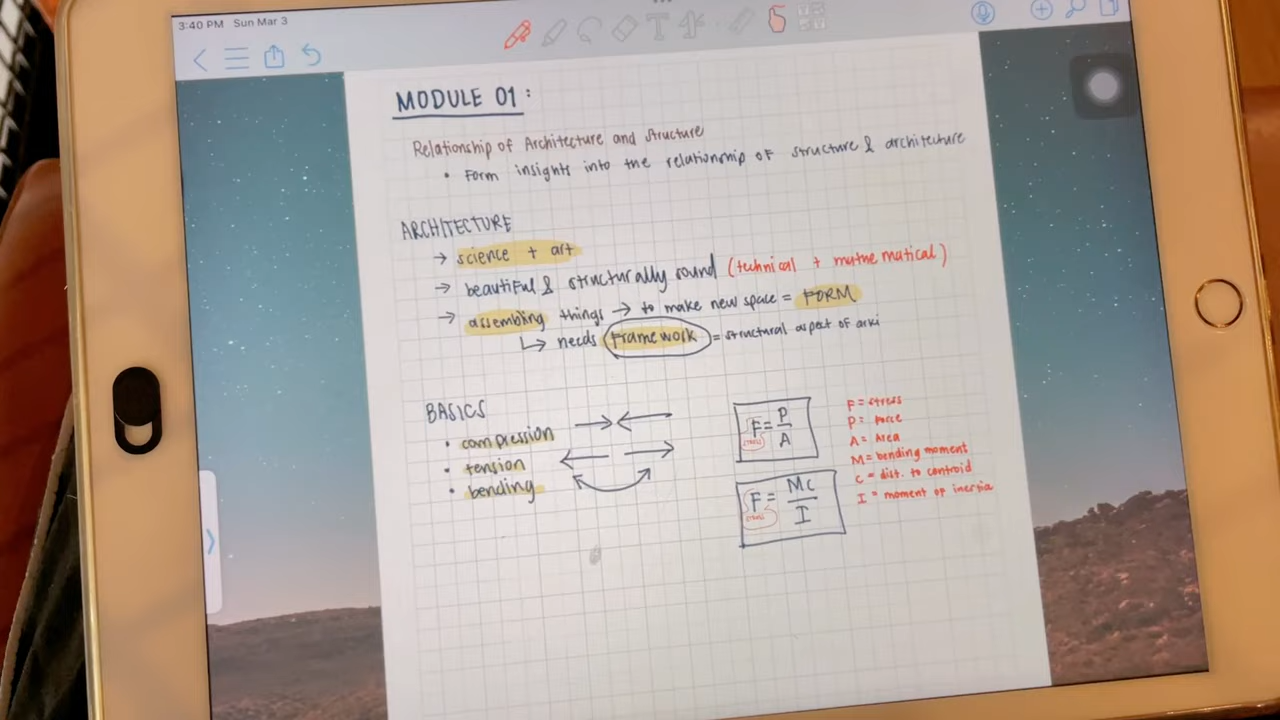 3:40 PM Sun Mar 3
MODULE 01:
Relationship of Architecture and Structure
• Form insights into the relationship of structure & architecture
ARCHITECTURE
→ science + art
→ beautiful & structurally sound (technical + mathematical)
→ assembling things → to make new space = FORM
↳ needs framework = structural aspect of arki
BASICS
• compression → ←
• tension ← →
• bending
F = P/A
STRESS
F = Mc/I
STRESS
F = stress
P = Force
A = Area
M = bending moment
c = dist. to centroid
I = moment of inertia